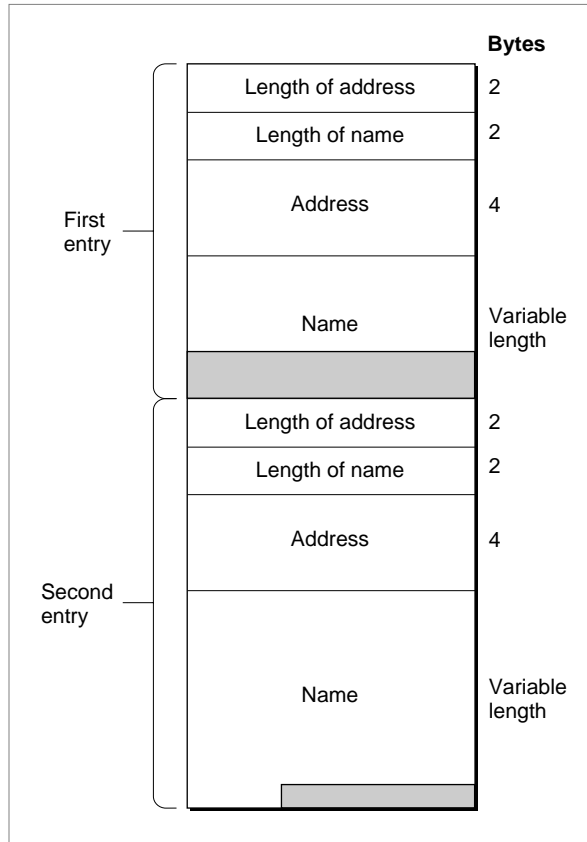 Bytes
Length of address 2
Length of name 2
Address 4
First
entry
Name
Variable
length
Length of address 2
Length of name 2
Address 4
Second
entry
Name
Variable
length